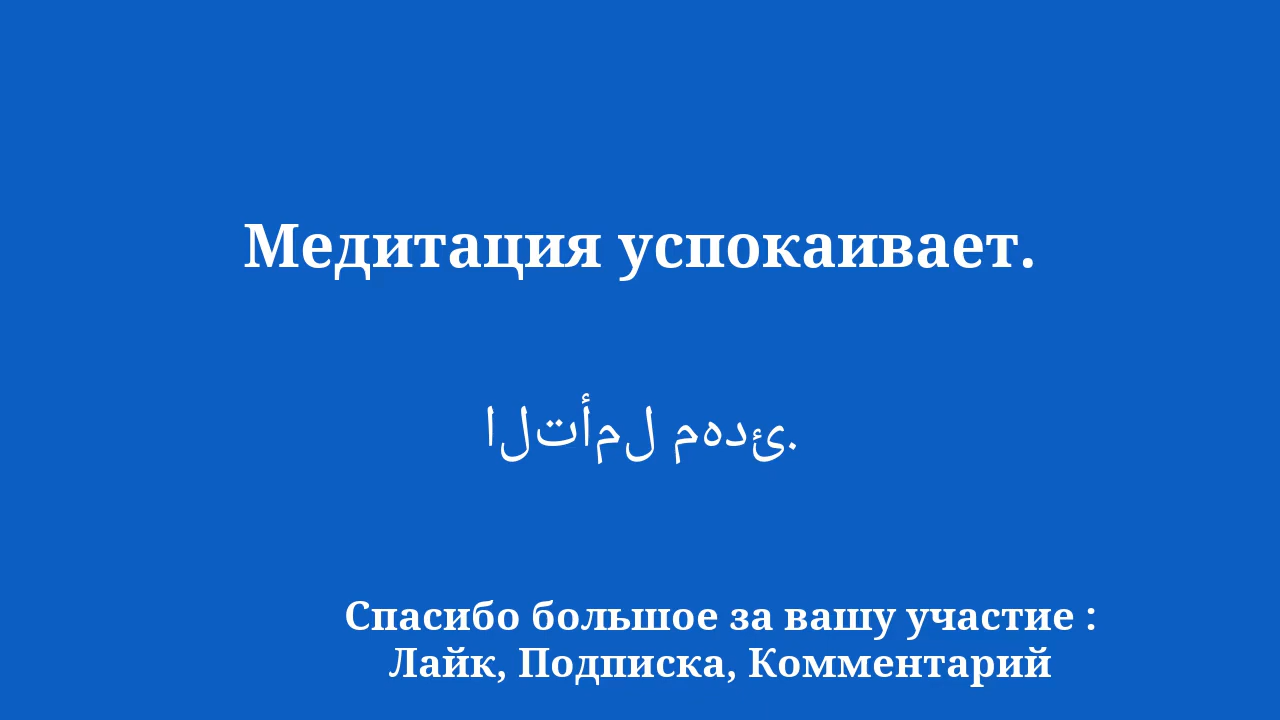 Медитация успокаивает.
التأمل مهدئ.
Спасибо большое за вашу участие :
Лайк, Подписка, Комментарий